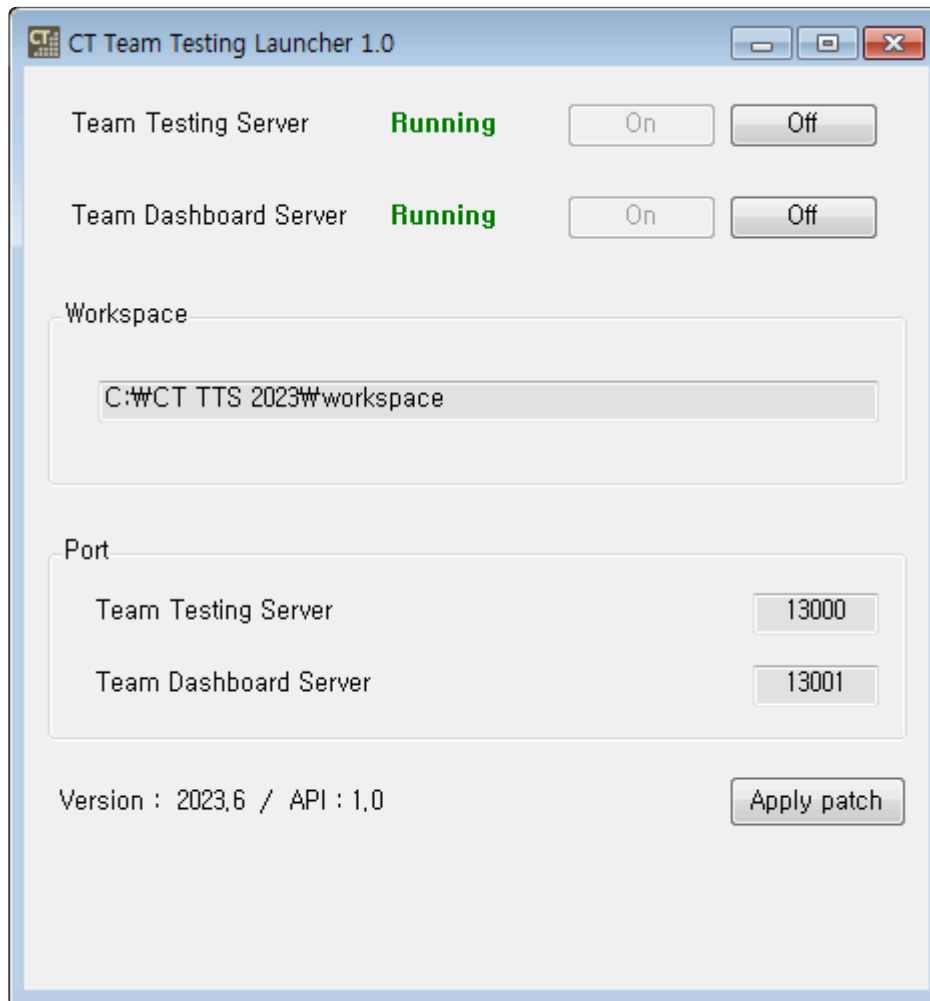 CT CT Team Testing Launcher 1.0
Team Testing Server Running On Off
Team Dashboard Server Running On Off
Workspace
C:₩CT TTS 2023₩workspace
Port
Team Testing Server 13000
Team Dashboard Server 13001
Version : 2023,6 / API : 1,0 Apply patch